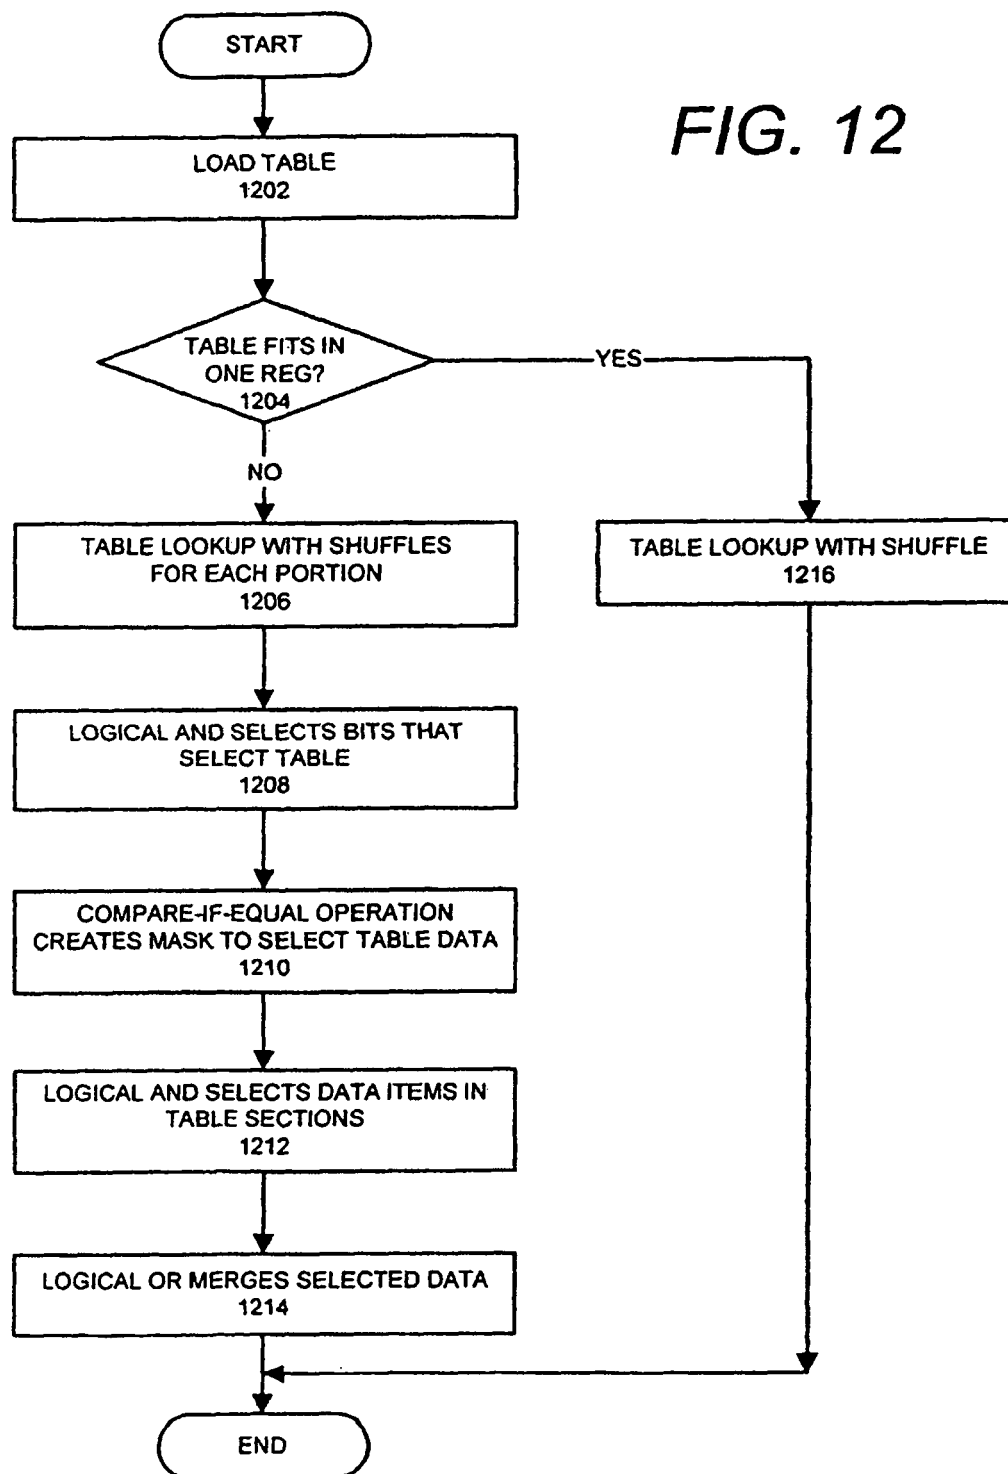 START
FIG. 12
LOAD TABLE
1202
TABLE FITS IN
ONE REG?
1204
YES
NO
TABLE LOOKUP WITH SHUFFLES
FOR EACH PORTION
1206
TABLE LOOKUP WITH SHUFFLE
1216
LOGICAL AND SELECTS BITS THAT
SELECT TABLE
1208
COMPARE-IF-EQUAL OPERATION
CREATES MASK TO SELECT TABLE DATA
1210
LOGICAL AND SELECTS DATA ITEMS IN
TABLE SECTIONS
1212
LOGICAL OR MERGES SELECTED DATA
1214
END